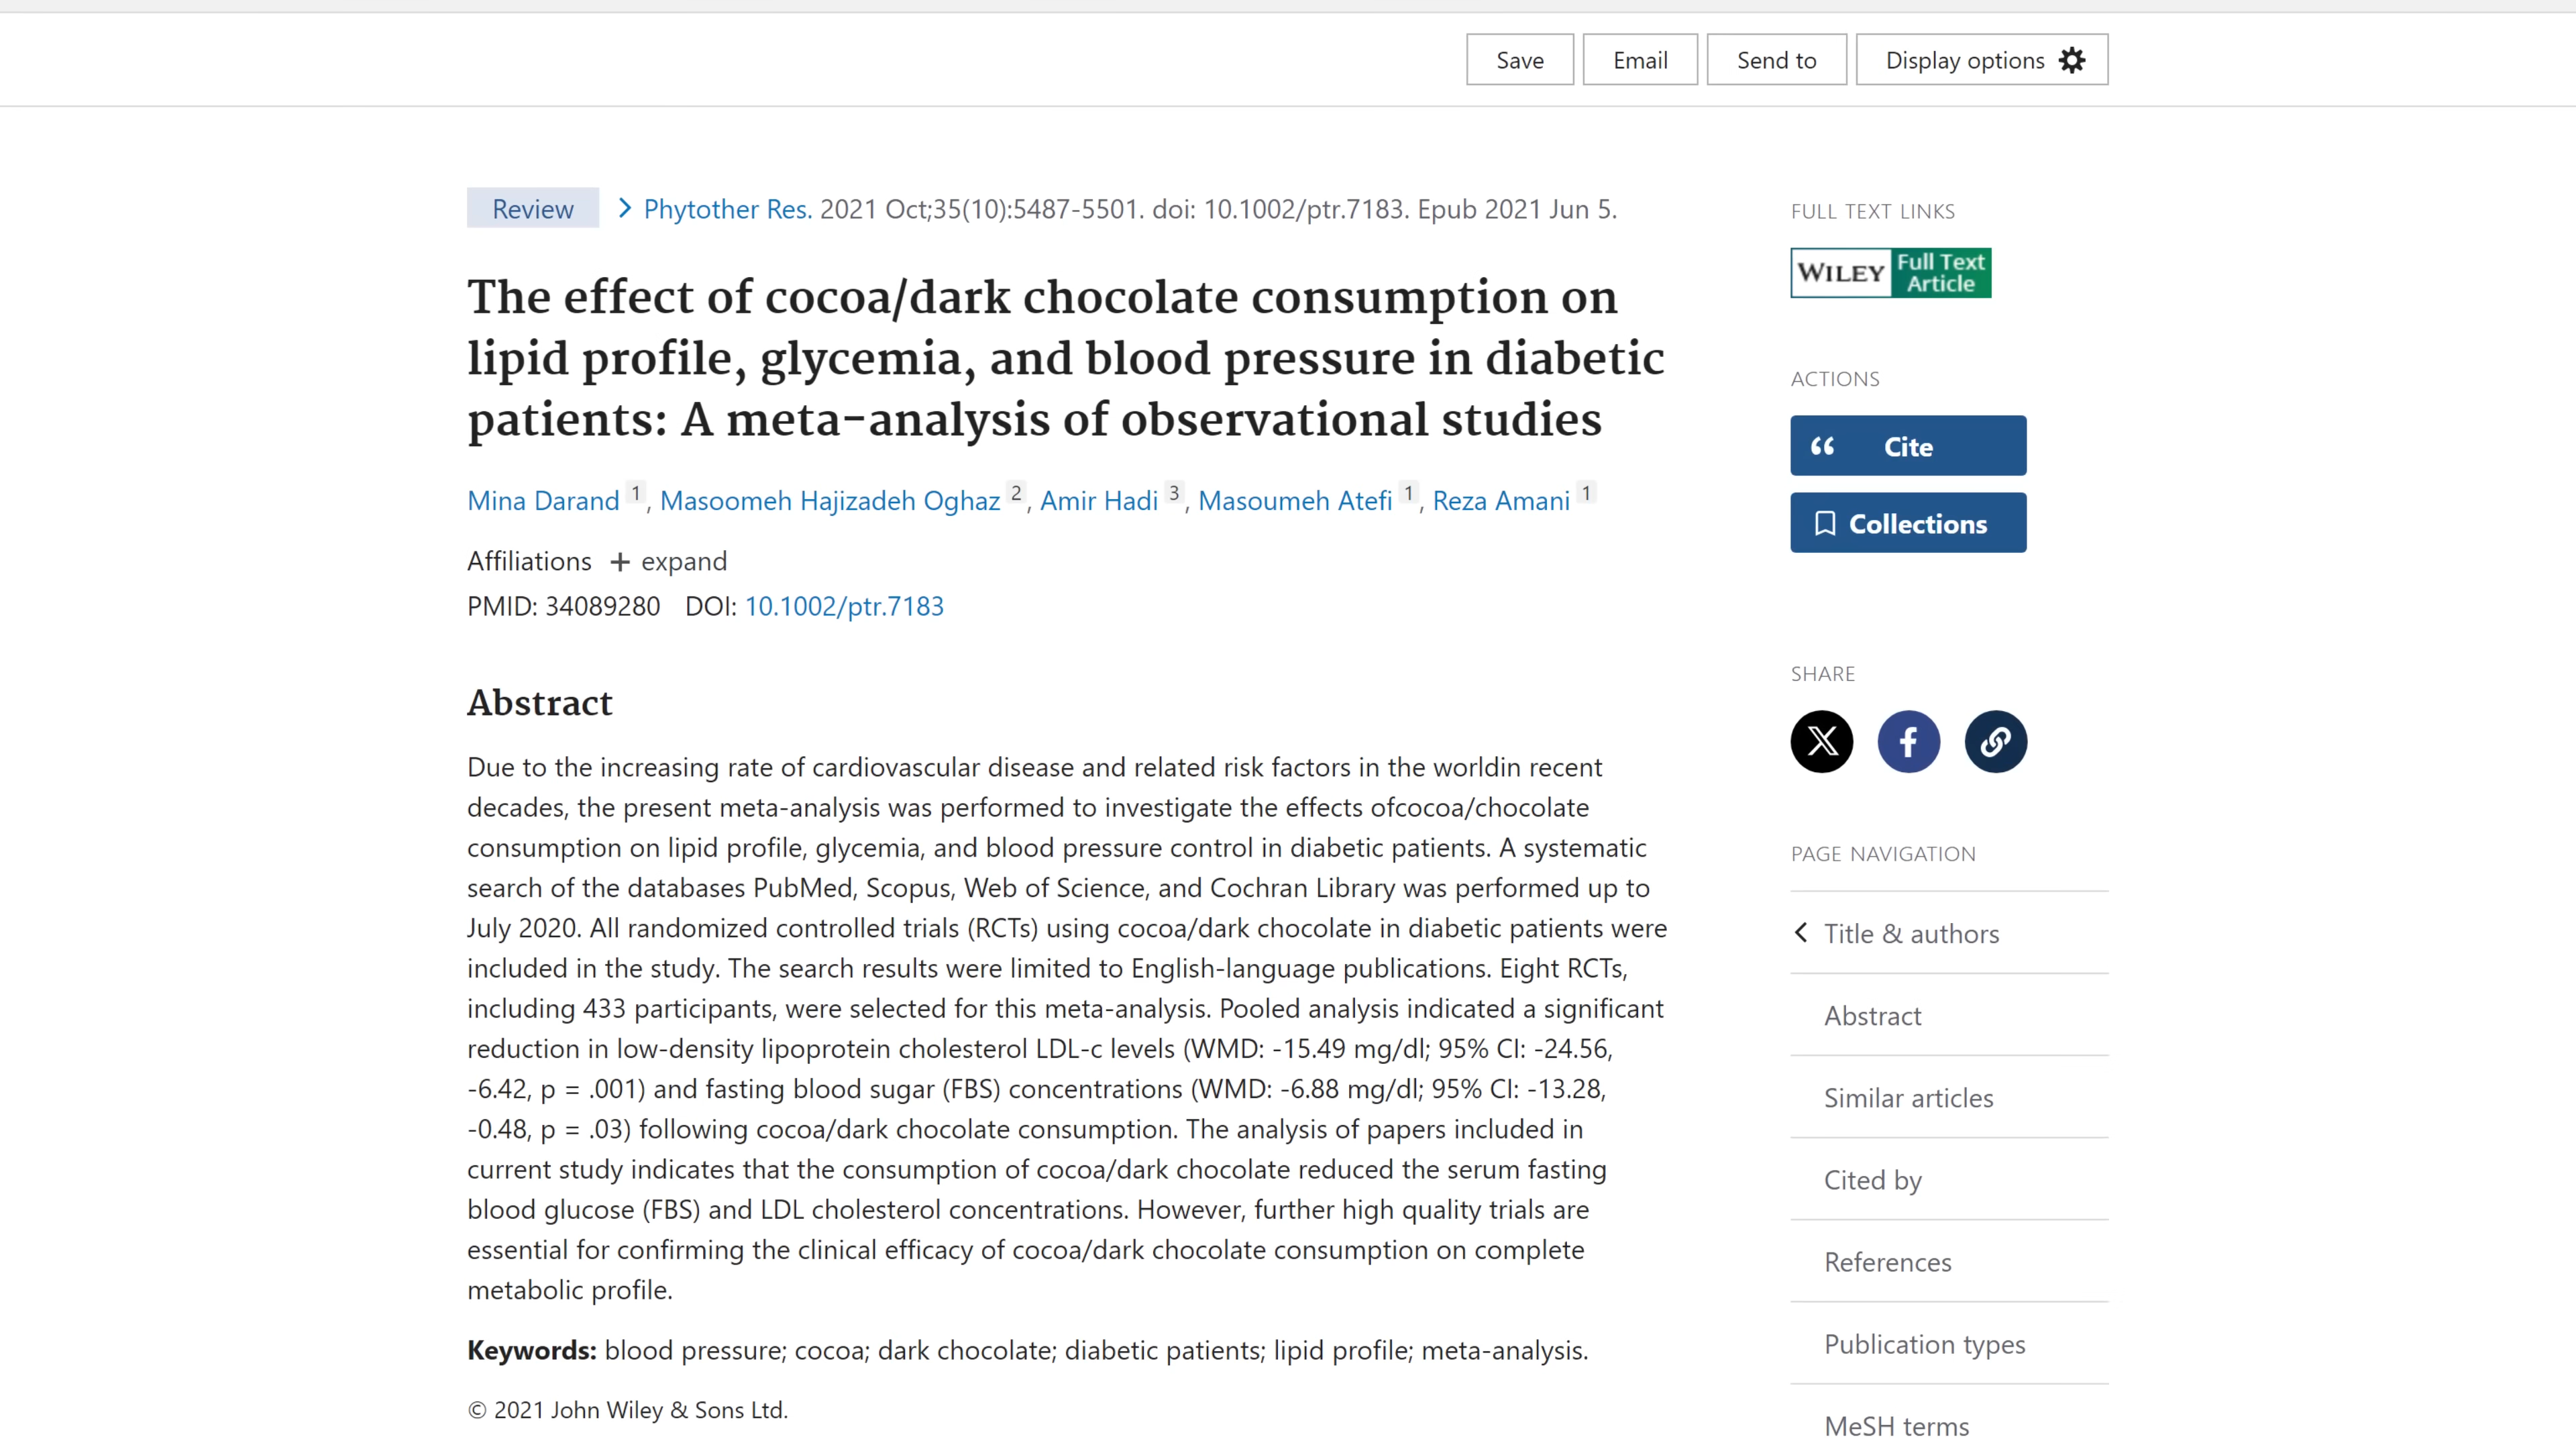 Save
Email
Send to
Display options
Review
Phytother Res. 2021 Oct;35(10):5487-5501. doi: 10.1002/ptr.7183. Epub 2021 Jun 5.
The effect of cocoa/dark chocolate consumption on
lipid profile, glycemia, and blood pressure in diabetic
patients: A meta-analysis of observational studies
Mina Darand 1, Masoomeh Hajizadeh Oghaz 2, Amir Hadi 3, Masoumeh Atefi 1, Reza Amani 1
Affiliations + expand
PMID: 34089280 DOI: 10.1002/ptr.7183
Abstract
Due to the increasing rate of cardiovascular disease and related risk factors in the worldin recent
decades, the present meta-analysis was performed to investigate the effects ofcocoa/chocolate
consumption on lipid profile, glycemia, and blood pressure control in diabetic patients. A systematic
search of the databases PubMed, Scopus, Web of Science, and Cochran Library was performed up to
July 2020. All randomized controlled trials (RCTs) using cocoa/dark chocolate in diabetic patients were
included in the study. The search results were limited to English-language publications. Eight RCTs,
including 433 participants, were selected for this meta-analysis. Pooled analysis indicated a significant
reduction in low-density lipoprotein cholesterol LDL-c levels (WMD: -15.49 mg/dl; 95% CI: -24.56,
-6.42, p = .001) and fasting blood sugar (FBS) concentrations (WMD: -6.88 mg/dl; 95% CI: -13.28,
-0.48, p = .03) following cocoa/dark chocolate consumption. The analysis of papers included in
current study indicates that the consumption of cocoa/dark chocolate reduced the serum fasting
blood glucose (FBS) and LDL cholesterol concentrations. However, further high quality trials are
essential for confirming the clinical efficacy of cocoa/dark chocolate consumption on complete
metabolic profile.
Keywords: blood pressure; cocoa; dark chocolate; diabetic patients; lipid profile; meta-analysis.
© 2021 John Wiley & Sons Ltd.
FULL TEXT LINKS
WILEY Full Text
Article
ACTIONS
Cite
Collections
SHARE
PAGE NAVIGATION
Title & authors
Abstract
Similar articles
Cited by
References
Publication types
MeSH terms